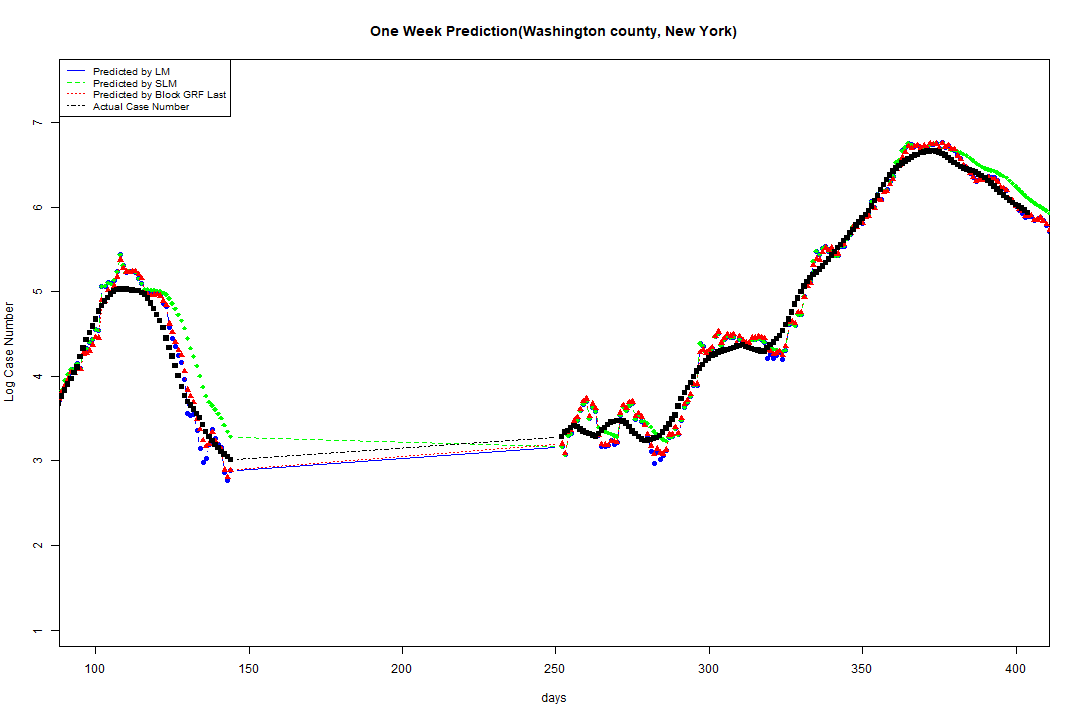 One Week Prediction(Washington county, New York)
Predicted by LM
Predicted by SLM
Predicted by Block GRF Last
Actual Case Number
Log Case Number
7
6
5
4
3
2
1
100 150 200 250 300 350 400
days